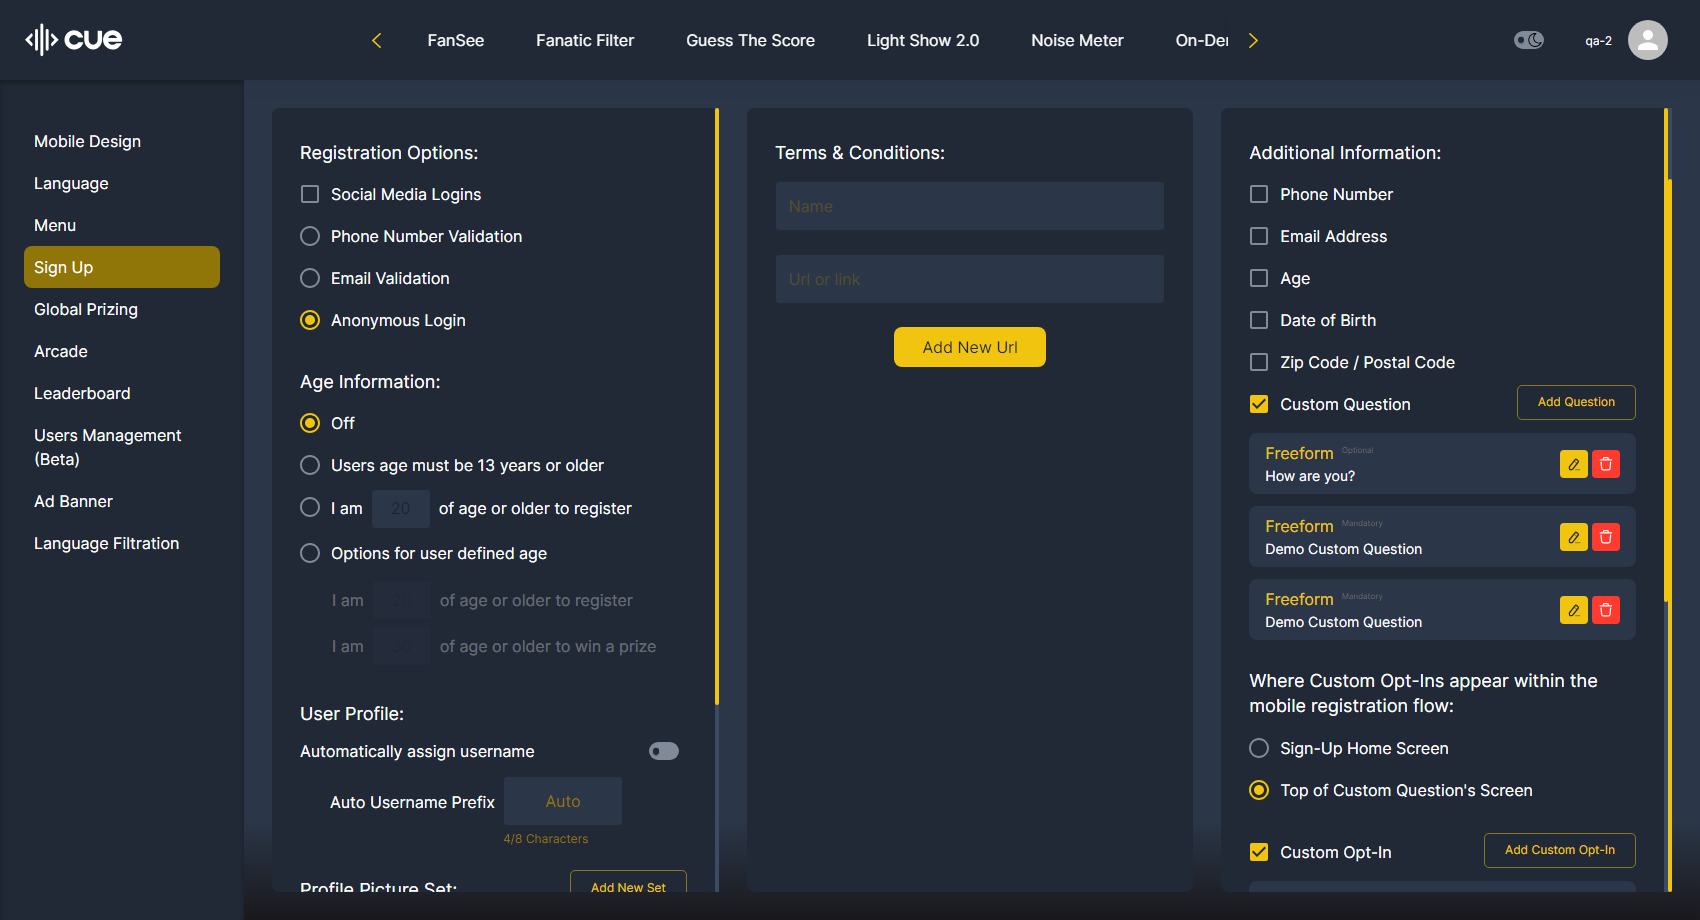 cue
FanSee
Fanatic Filter
Guess The Score
Light Show 2.0
Noise Meter
On-Der
qa-2
Mobile Design
Language
Menu
Sign Up
Global Prizing
Arcade
Leaderboard
Users Management
(Beta)
Ad Banner
Language Filtration
Registration Options:
Social Media Logins
Phone Number Validation
Email Validation
Anonymous Login
Age Information:
Off
Users age must be 13 years or older
I am 20 of age or older to register
Options for user defined age
I am of age or older to register
I am of age or older to win a prize
User Profile:
Automatically assign username
Auto Username Prefix Auto
4/8 Characters
Profile Picture Set: Add New Set
Terms & Conditions:
Name
Url or link
Add New Url
Additional Information:
Phone Number
Email Address
Age
Date of Birth
Zip Code / Postal Code
Custom Question Add Question
Freeform Optional
How are you?
Freeform Mandatory
Demo Custom Question
Freeform Mandatory
Demo Custom Question
Where Custom Opt-Ins appear within the
mobile registration flow:
Sign-Up Home Screen
Top of Custom Question's Screen
Custom Opt-In Add Custom Opt-In